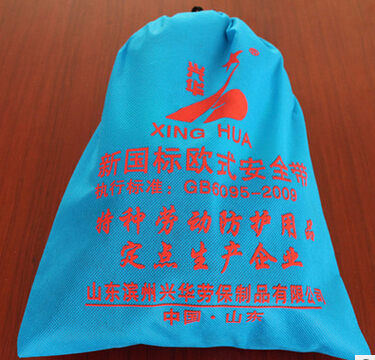 兴华
®
XING HUA
新国标欧式安全带
执行标准：GB6095-2009
特种劳动防护用品
定点生产企业
山东滨州兴华劳保制品有限公司
中国·山东